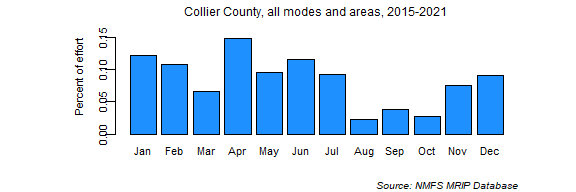 Collier County, all modes and areas, 2015-2021
Percent of effort
0.15
0.10
0.05
0.00
Jan Feb Mar Apr May Jun Jul Aug Sep Oct Nov Dec
Source: NMFS MRIP Database